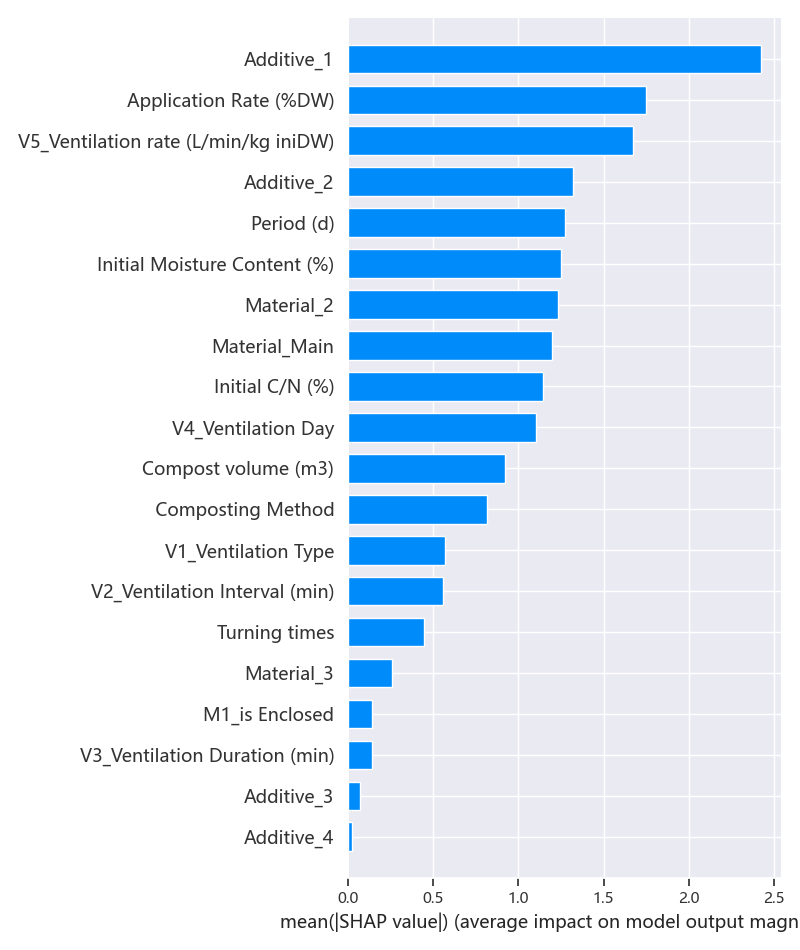 Additive_1
Application Rate (%DW)
V5_Ventilation rate (L/min/kg iniDW)
Additive_2
Period (d)
Initial Moisture Content (%)
Material_2
Material_Main
Initial C/N (%)
V4_Ventilation Day
Compost volume (m3)
Composting Method
V1_Ventilation Type
V2_Ventilation Interval (min)
Turning times
Material_3
M1_is Enclosed
V3_Ventilation Duration (min)
Additive_3
Additive_4
0.0 0.5 1.0 1.5 2.0 2.5
mean(|SHAP value|) (average impact on model output magn